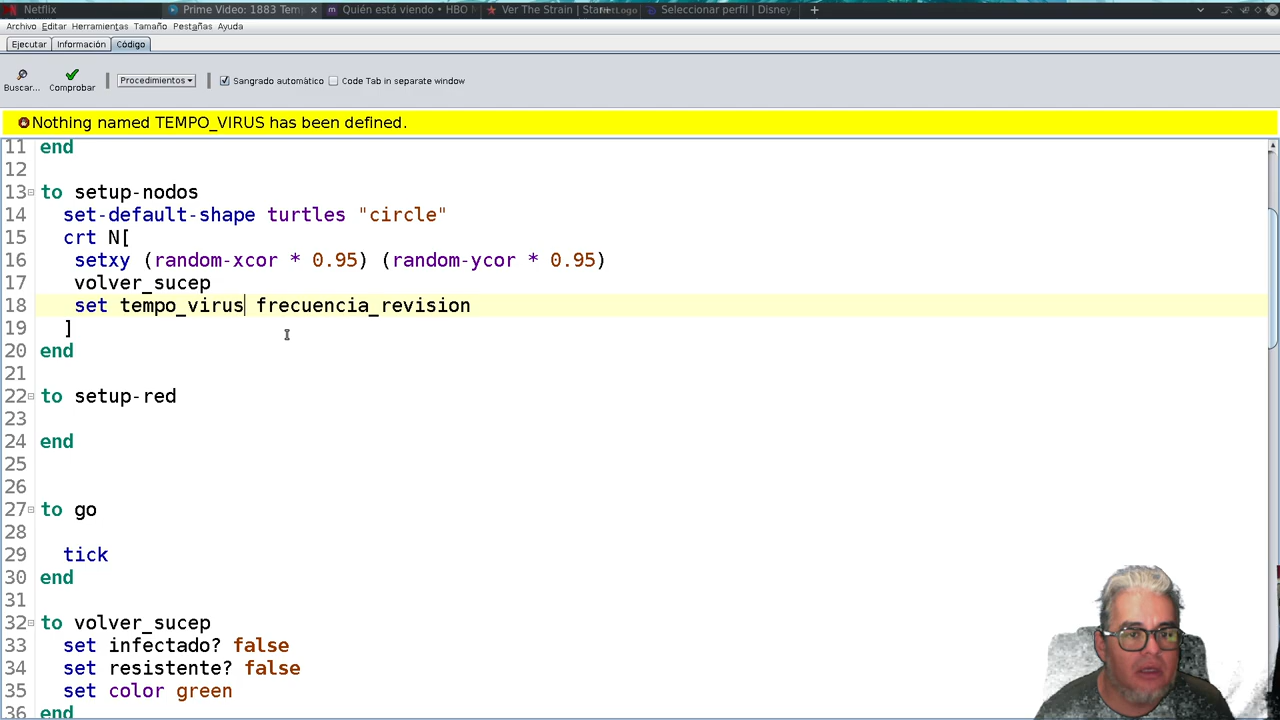 Netflix
Prime Video: 1883 Tem
Quién está viendo • HBO
Ver The Strain | Star
Seleccionar perfil | Disney
Archivo Editar Herramientas Tamaño Pestañas Ayuda
Ejecutar Información Código
Buscar... Comprobar Procedimientos Sangrado automático Code Tab in separate window
Nothing named TEMPO_VIRUS has been defined.
11 end
12
13 to setup-nodos
14 set-default-shape turtles "circle"
15 crt N[
16 setxy (random-xcor * 0.95) (random-ycor * 0.95)
17 volver_sucep
18 set tempo_virus frecuencia_revision
19 ]
20 end
21
22 to setup-red
23
24 end
25
26
27 to go
28
29 tick
30 end
31
32 to volver_sucep
33 set infectado? false
34 set resistente? false
35 set color green
36 end